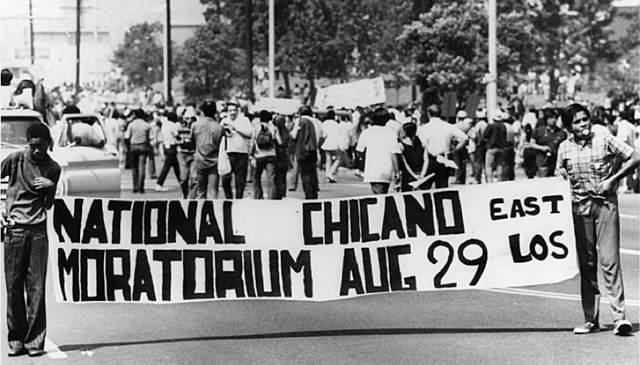 NATIONAL CHICANO EAST
MORATORIUM AUG 29 LOS